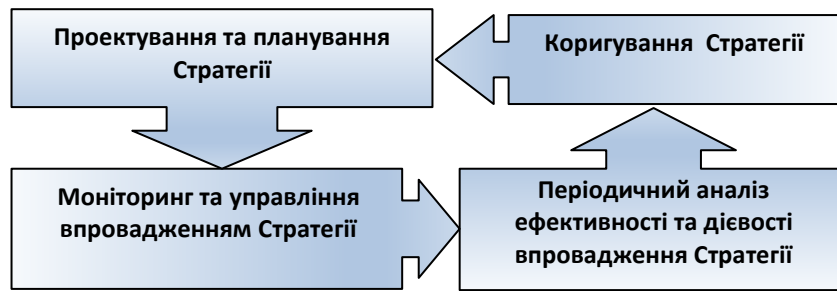 Проектування та планування
Стратегії
Коригування Стратегії
Моніторинг та управління
впровадженням Стратегії
Періодичний аналіз
ефективності та дієвості
впровадження Стратегії